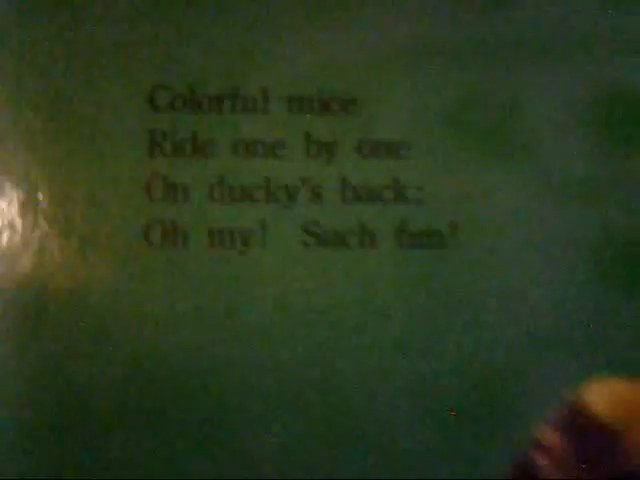 Colorful mice
Ride one by one
On ducky's back;
Oh my! Such fun!